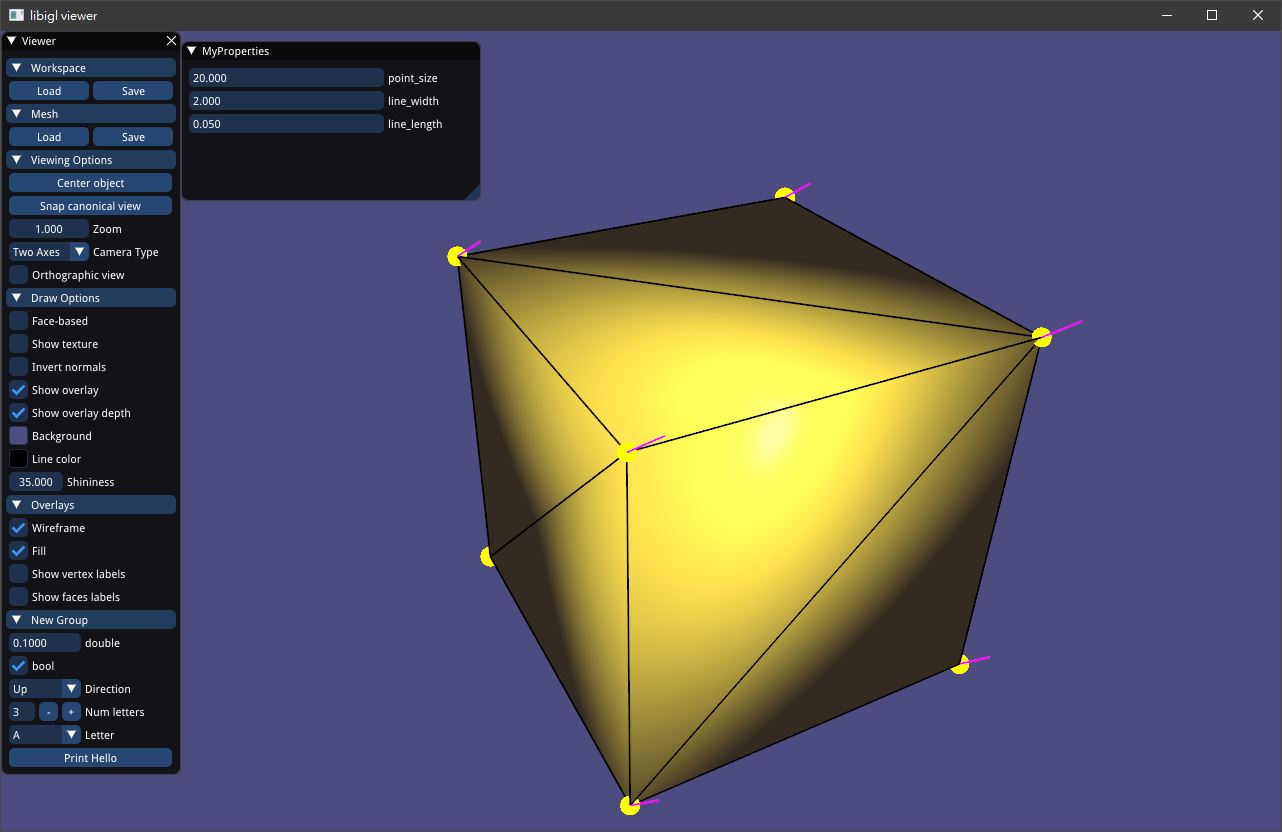 libigl viewer
Viewer
Workspace
Load Save
Mesh
Load Save
Viewing Options
Center object
Snap canonical view
1.000 Zoom
Two Axes Camera Type
Orthographic view
Draw Options
Face-based
Show texture
Invert normals
Show overlay
Show overlay depth
Background
Line color
35.000 Shininess
Overlays
Wireframe
Fill
Show vertex labels
Show faces labels
New Group
0.1000 double
bool
Up Direction
3 - + Num letters
A Letter
Print Hello
MyProperties
20.000 point_size
2.000 line_width
0.050 line_length